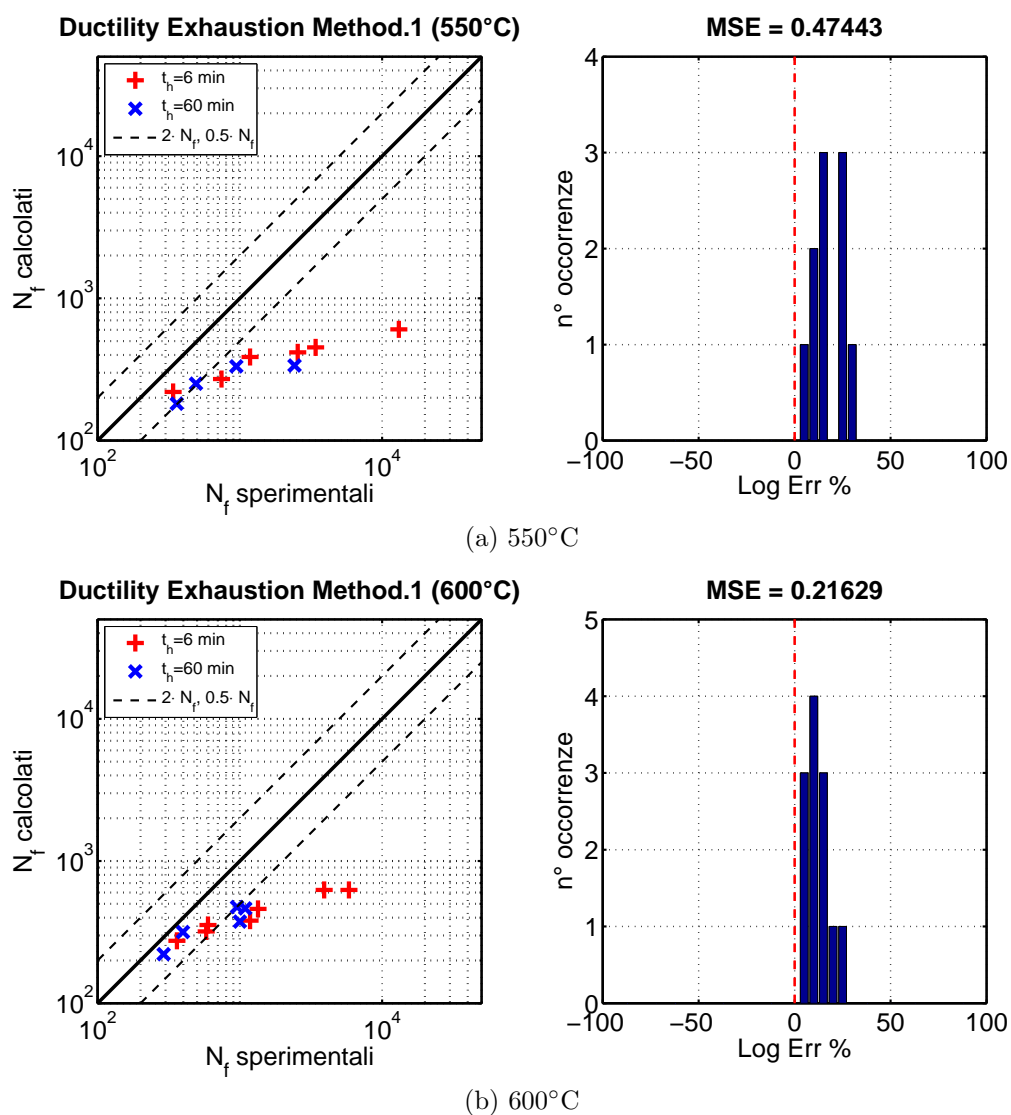 Ductility Exhaustion Method.1 (550°C)
t_h=6 min
t_h=60 min
2· N_f, 0.5· N_f
10^4
10^3
10^2
N_f calcolati
10^2 10^3 10^4
N_f sperimentali
MSE = 0.47443
4
3
2
1
0
n° occorrenze
−100 −50 0 50 100
Log Err %
(a) 550°C
Ductility Exhaustion Method.1 (600°C)
t_h=6 min
t_h=60 min
2· N_f, 0.5· N_f
10^4
10^3
10^2
N_f calcolati
10^2 10^3 10^4
N_f sperimentali
MSE = 0.21629
5
4
3
2
1
0
n° occorrenze
−100 −50 0 50 100
Log Err %
(b) 600°C